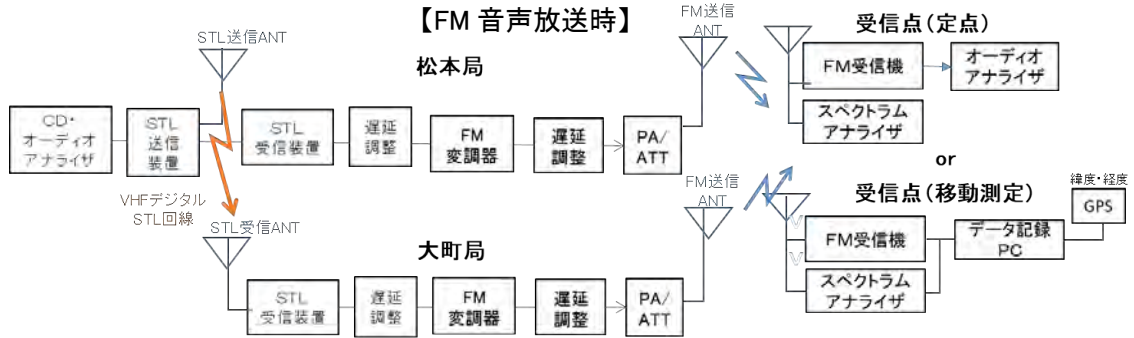 【FM 音声放送時】
STL送信ANT
松本局
CD・
オーディオ
アナライザ
STL
送信
装置
STL
受信装置
遅延
調整
FM
変調器
遅延
調整
PA/
ATT
FM送信
ANT
VHFデジタル
STL回線
STL受信ANT
大町局
STL
受信装置
遅延
調整
FM
変調器
遅延
調整
PA/
ATT
FM送信
ANT
受信点(定点)
FM受信機
オーディオ
アナライザ
スペクトラム
アナライザ
or
受信点(移動測定)
FM受信機
スペクトラム
アナライザ
データ記録
PC
緯度・経度
GPS